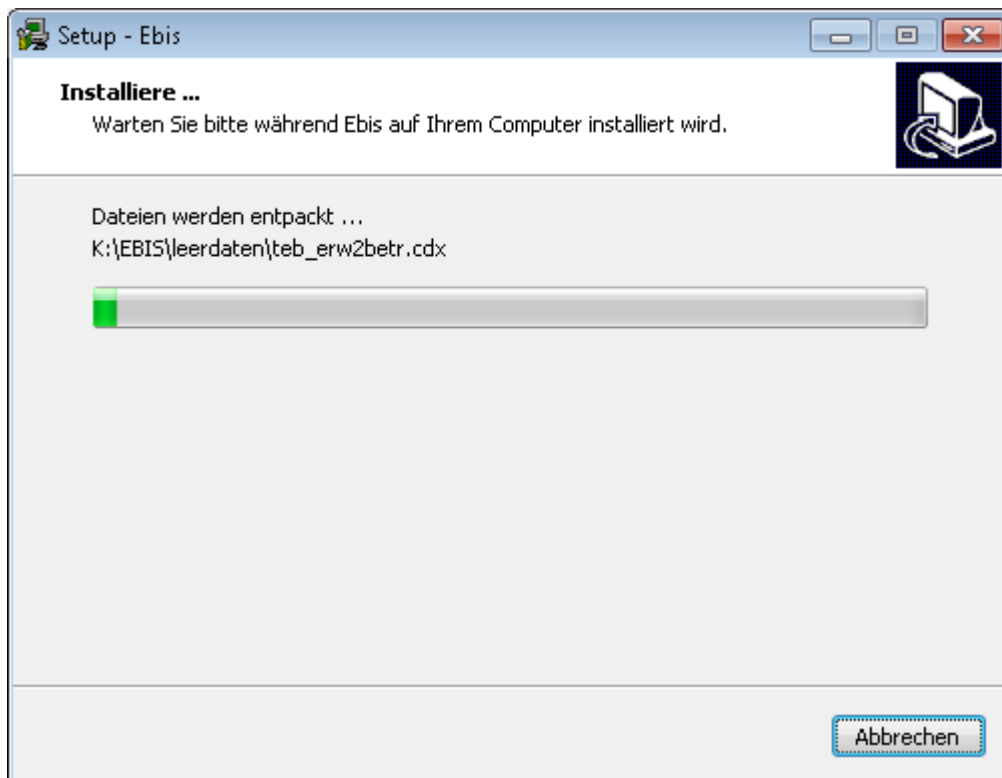 Setup - Ebis
Installiere ...
Warten Sie bitte während Ebis auf Ihrem Computer installiert wird.
Dateien werden entpackt ...
K:\EBIS\leerdaten\teb_erw2betr.cdx
Abbrechen